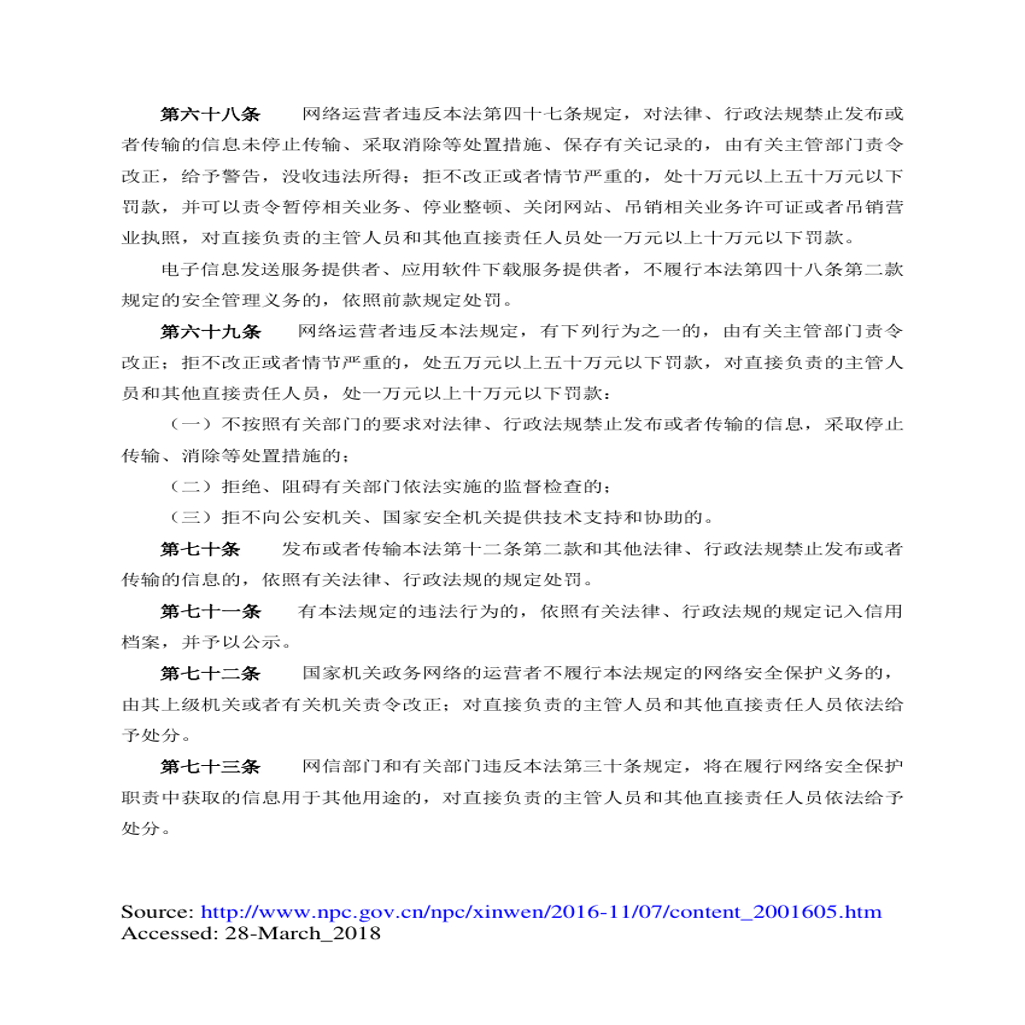 第六十八条　　网络运营者违反本法第四十七条规定，对法律、行政法规禁止发布或
者传输的信息未停止传输、采取消除等处置措施、保存有关记录的，由有关主管部门责令
改正，给予警告，没收违法所得；拒不改正或者情节严重的，处十万元以上五十万元以下
罚款，并可以责令暂停相关业务、停业整顿、关闭网站、吊销相关业务许可证或者吊销营
业执照，对直接负责的主管人员和其他直接责任人员处一万元以上十万元以下罚款。
电子信息发送服务提供者、应用软件下载服务提供者，不履行本法第四十八条第二款
规定的安全管理义务的，依照前款规定处罚。
第六十九条　　网络运营者违反本法规定，有下列行为之一的，由有关主管部门责令
改正；拒不改正或者情节严重的，处五万元以上五十万元以下罚款，对直接负责的主管人
员和其他直接责任人员，处一万元以上十万元以下罚款：
（一）不按照有关部门的要求对法律、行政法规禁止发布或者传输的信息，采取停止
传输、消除等处置措施的；
（二）拒绝、阻碍有关部门依法实施的监督检查的；
（三）拒不向公安机关、国家安全机关提供技术支持和协助的。
第七十条　　发布或者传输本法第十二条第二款和其他法律、行政法规禁止发布或者
传输的信息的，依照有关法律、行政法规的规定处罚。
第七十一条　　有本法规定的违法行为的，依照有关法律、行政法规的规定记入信用
档案，并予以公示。
第七十二条　　国家机关政务网络的运营者不履行本法规定的网络安全保护义务的，
由其上级机关或者有关机关责令改正；对直接负责的主管人员和其他直接责任人员依法给
予处分。
第七十三条　　网信部门和有关部门违反本法第三十条规定，将在履行网络安全保护
职责中获取的信息用于其他用途的，对直接负责的主管人员和其他直接责任人员依法给予
处分。
Source: http://www.npc.gov.cn/npc/xinwen/2016-11/07/content_2001605.htm
Accessed: 28-March_2018